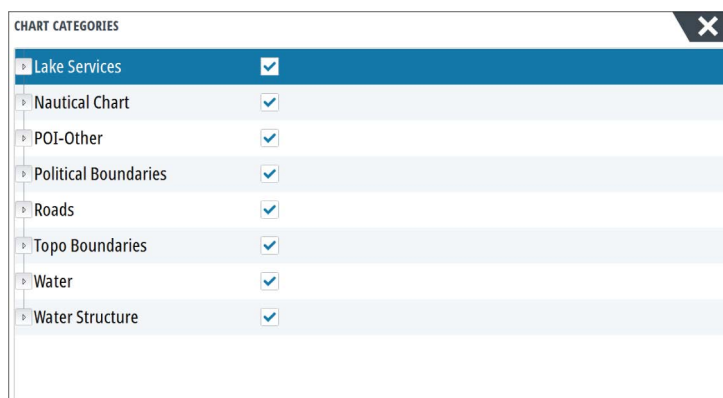 CHART CATEGORIES
Lake Services
Nautical Chart
POI-Other
Political Boundaries
Roads
Topo Boundaries
Water
Water Structure